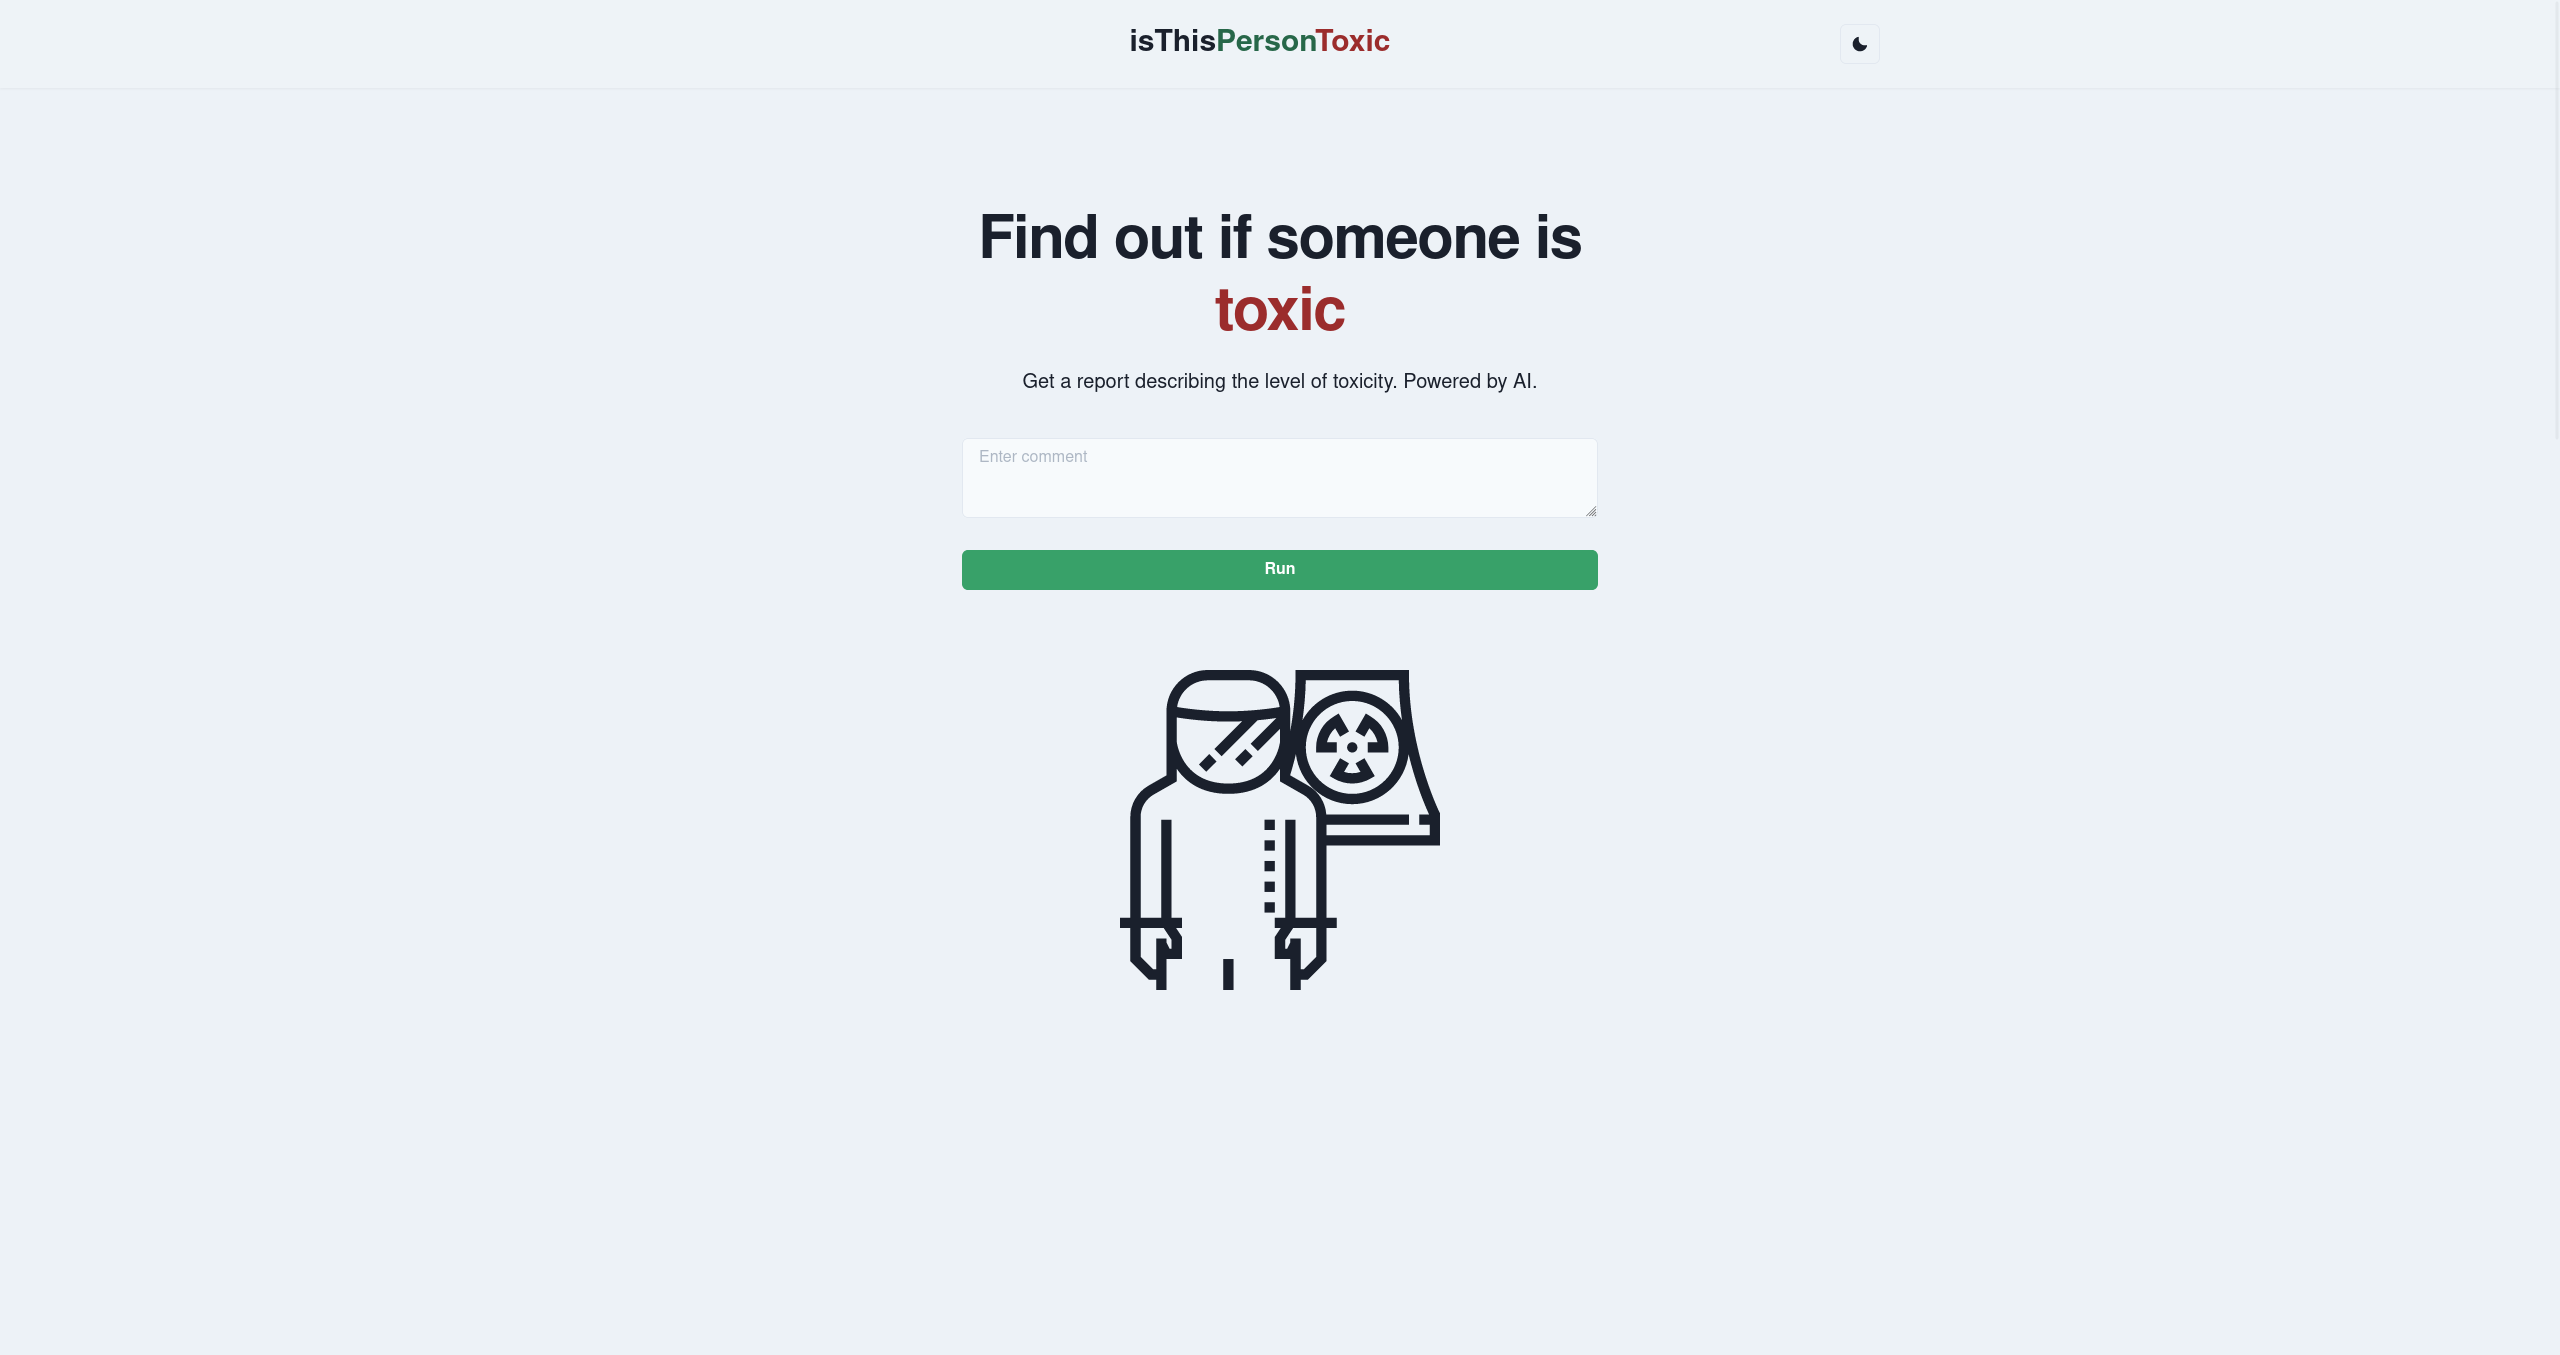 isThisPersonToxic
Find out if someone is
toxic
Get a report describing the level of toxicity. Powered by AI.
Enter comment
Run